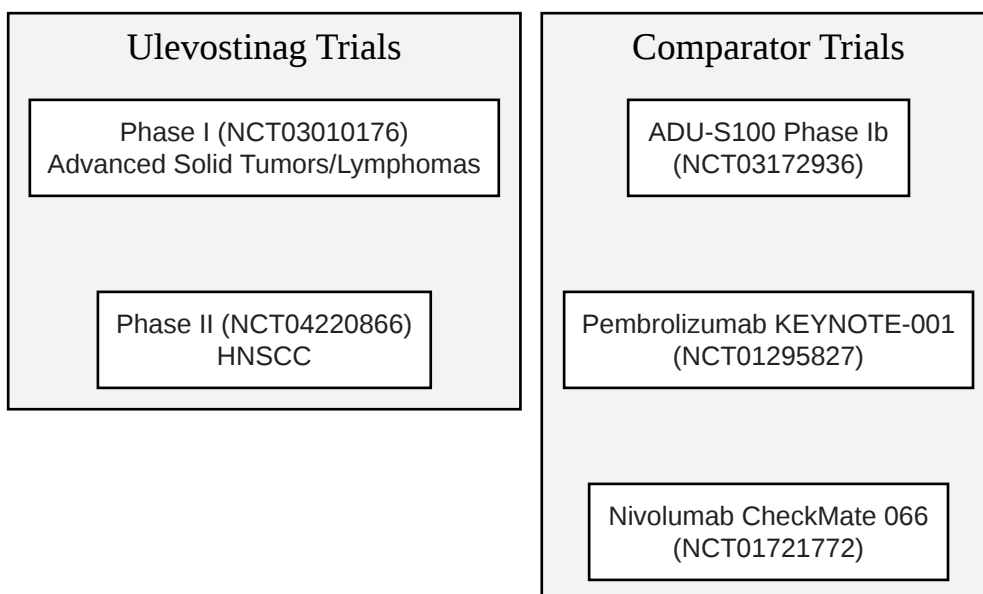 Ulevostinag Trials
Phase I (NCT03010176)
Advanced Solid Tumors/Lymphomas
Phase II (NCT04220866)
HNSCC
Comparator Trials
ADU-S100 Phase Ib
(NCT03172936)
Pembrolizumab KEYNOTE-001
(NCT01295827)
Nivolumab CheckMate 066
(NCT01721772)